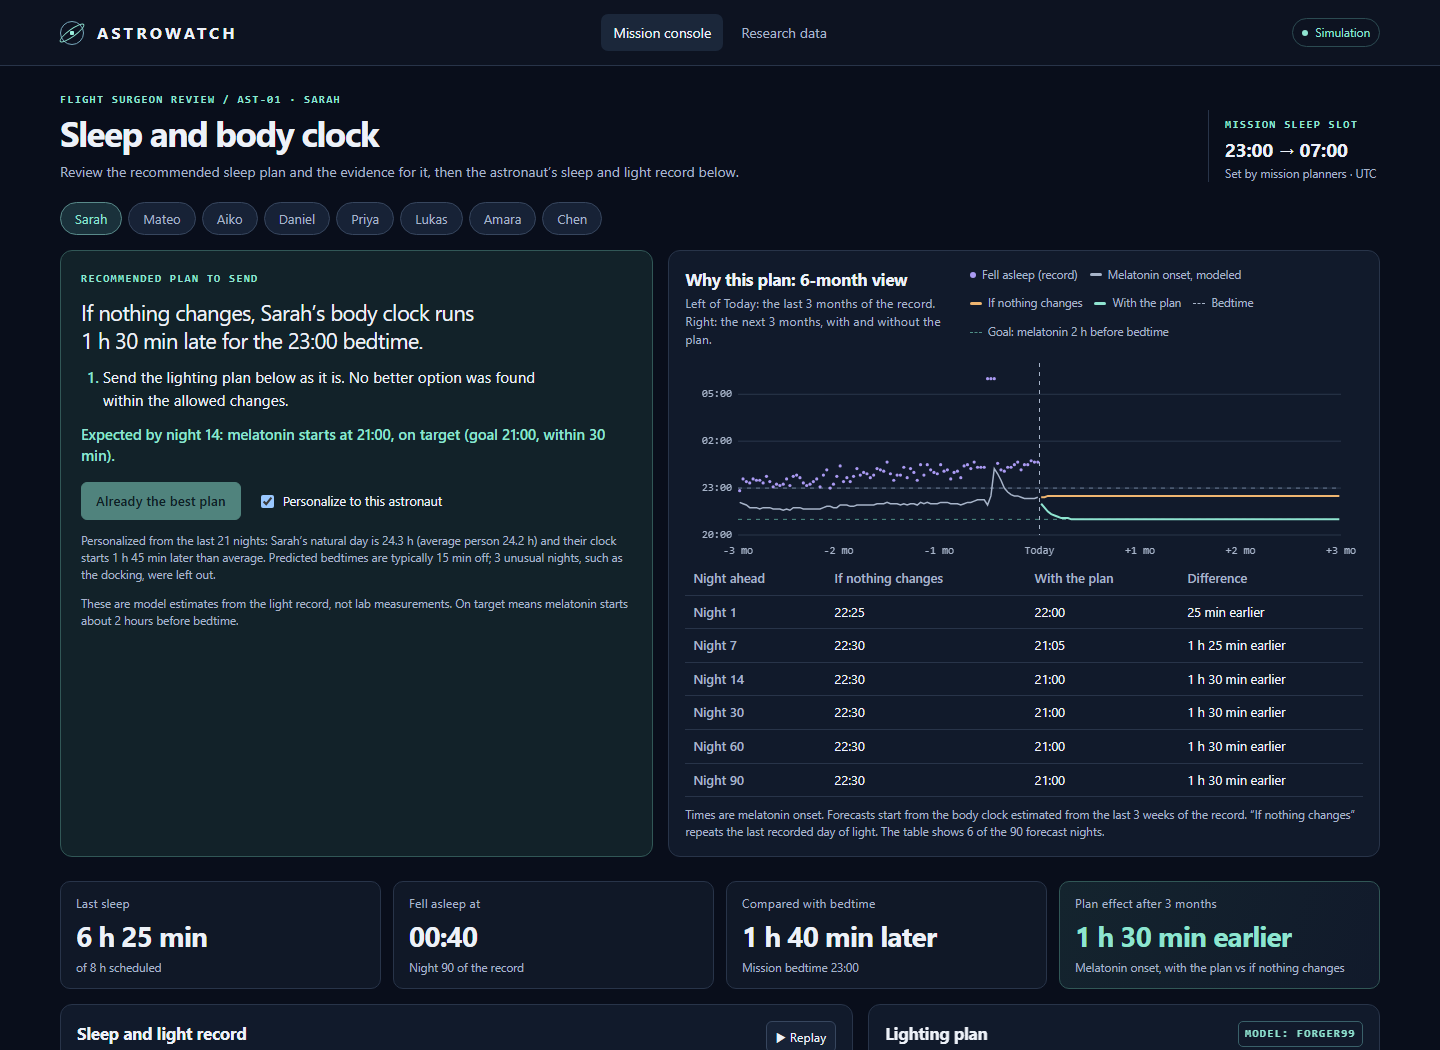 ASTROWATCH
Mission console
Research data
Simulation
FLIGHT SURGEON REVIEW / AST-01 · SARAH
Sleep and body clock
Review the recommended sleep plan and the evidence for it, then the astronaut’s sleep and light record below.
MISSION SLEEP SLOT
23:00 → 07:00
Set by mission planners · UTC
Sarah
Mateo
Aiko
Daniel
Priya
Lukas
Amara
Chen
RECOMMENDED PLAN TO SEND
If nothing changes, Sarah’s body clock runs
1 h 30 min late for the 23:00 bedtime.
1. Send the lighting plan below as it is. No better option was found
within the allowed changes.
Expected by night 14: melatonin starts at 21:00, on target (goal 21:00, within 30
min).
Already the best plan
Personalize to this astronaut
Personalized from the last 21 nights: Sarah’s natural day is 24.3 h (average person 24.2 h) and their clock
starts 1 h 45 min later than average. Predicted bedtimes are typically 15 min off; 3 unusual nights, such as
the docking, were left out.
These are model estimates from the light record, not lab measurements. On target means melatonin starts
about 2 hours before bedtime.
Why this plan: 6-month view
Left of Today: the last 3 months of the record.
Right: the next 3 months, with and without the
plan.
Fell asleep (record)
Melatonin onset, modeled
If nothing changes
With the plan
Bedtime
Goal: melatonin 2 h before bedtime
05:00
02:00
23:00
20:00
-3 mo
-2 mo
-1 mo
Today
+1 mo
+2 mo
+3 mo
Night ahead If nothing changes With the plan Difference
Night 1 22:25 22:00 25 min earlier
Night 7 22:30 21:05 1 h 25 min earlier
Night 14 22:30 21:00 1 h 30 min earlier
Night 30 22:30 21:00 1 h 30 min earlier
Night 60 22:30 21:00 1 h 30 min earlier
Night 90 22:30 21:00 1 h 30 min earlier
Times are melatonin onset. Forecasts start from the body clock estimated from the last 3 weeks of the record. “If nothing changes”
repeats the last recorded day of light. The table shows 6 of the 90 forecast nights.
Last sleep
6 h 25 min
of 8 h scheduled
Fell asleep at
00:40
Night 90 of the record
Compared with bedtime
1 h 40 min later
Mission bedtime 23:00
Plan effect after 3 months
1 h 30 min earlier
Melatonin onset, with the plan vs if nothing changes
Sleep and light record
Replay
Lighting plan
MODEL: FORGER99